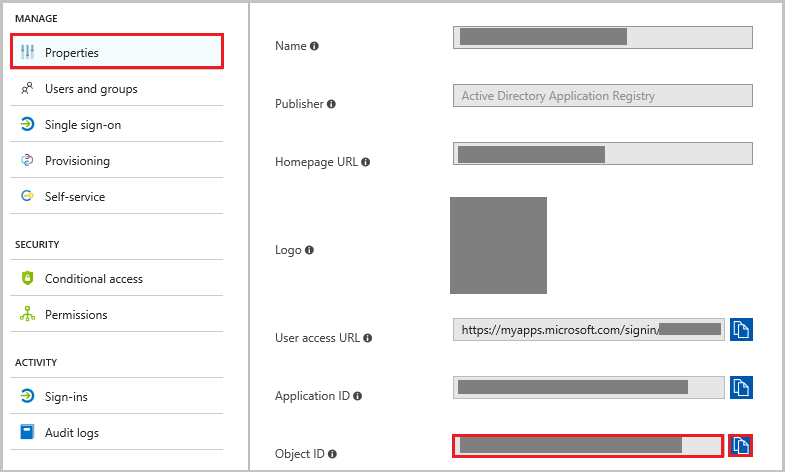 MANAGE
Properties
Users and groups
Single sign-on
Provisioning
Self-service
SECURITY
Conditional access
Permissions
ACTIVITY
Sign-ins
Audit logs
Name
Publisher
Active Directory Application Registry
Homepage URL
Logo
User access URL
https://myapps.microsoft.com/signin/
Application ID
Object ID